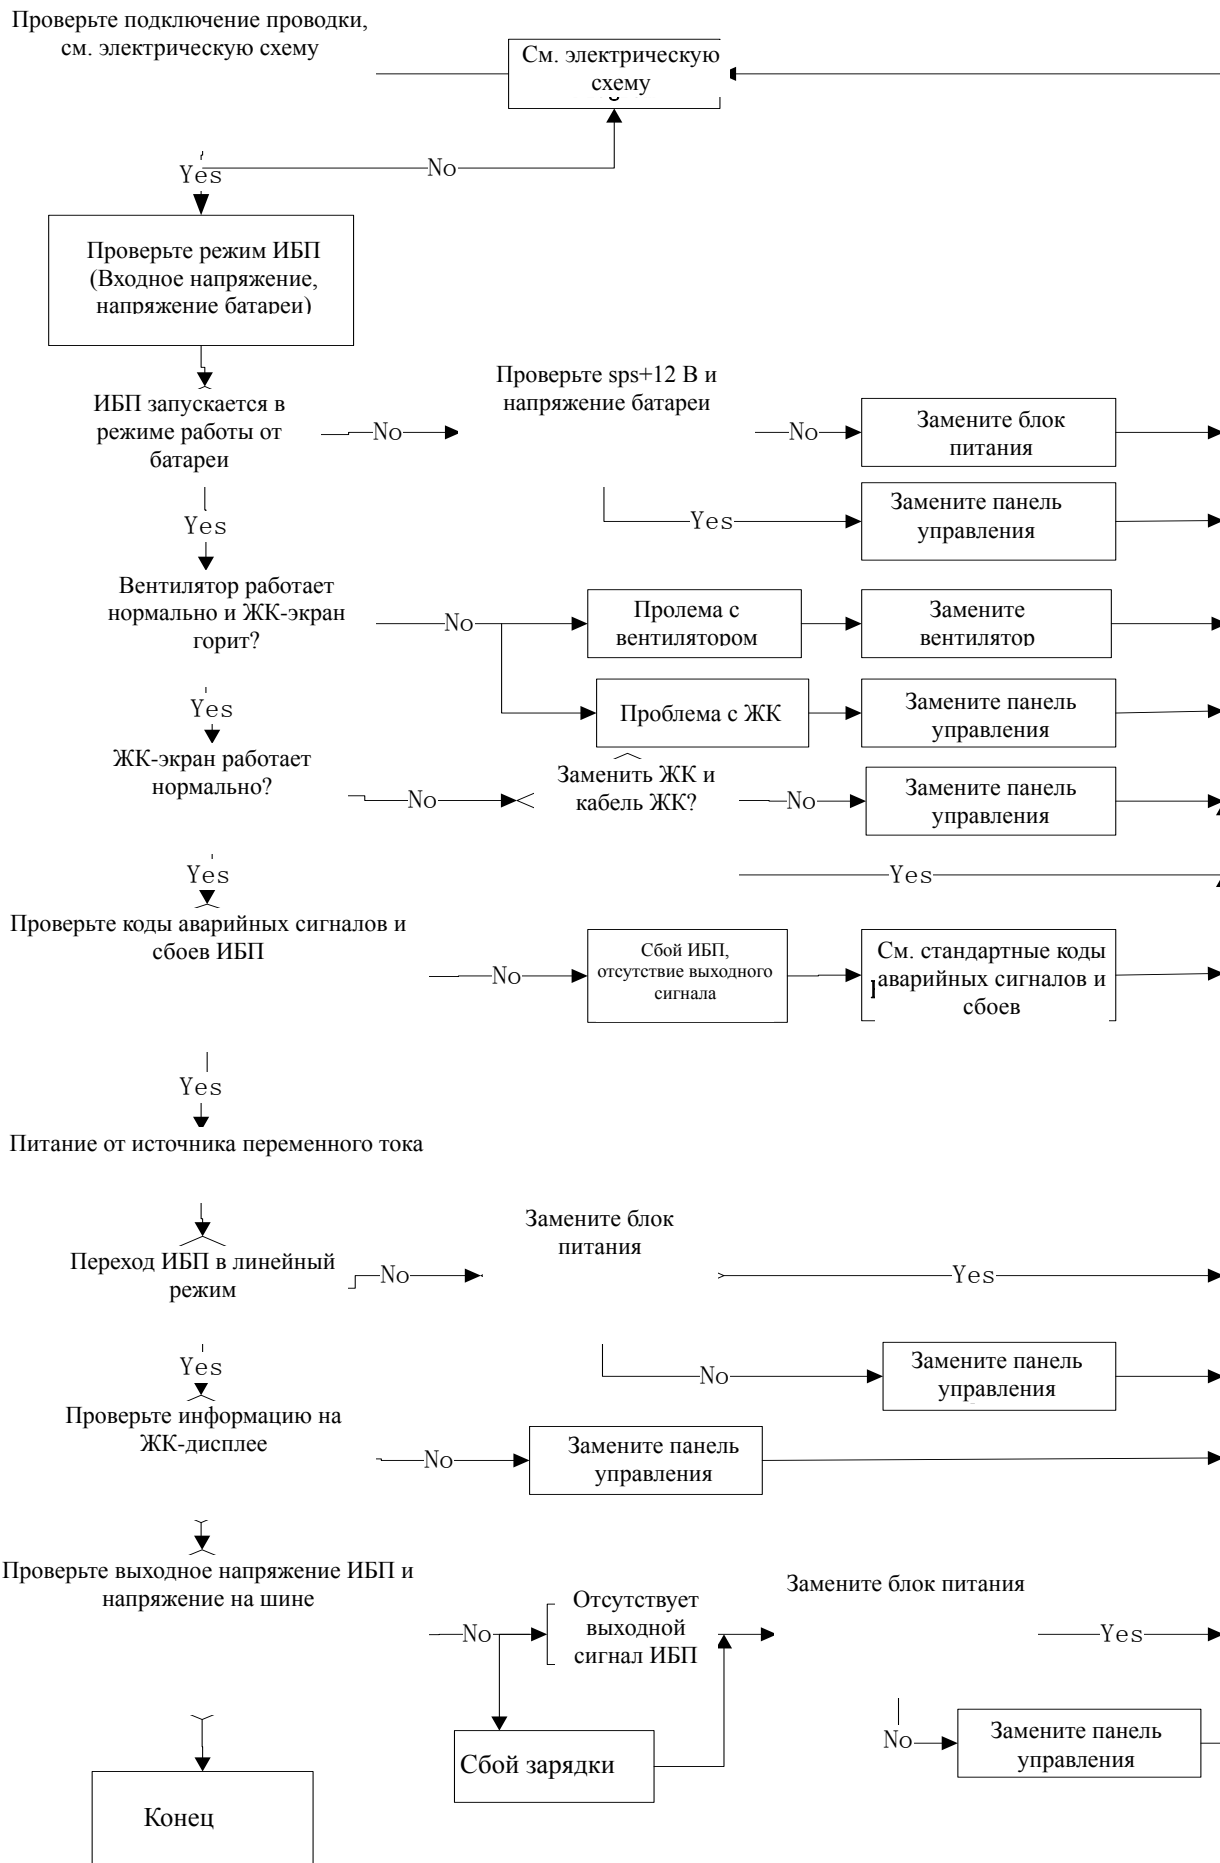 Проверьте подключение проводки,
см. электрическую схему
См. электрическую
схему
Yes
No
Проверьте режим ИБП
(Входное напряжение,
напряжение батареи)
ИБП запускается в
режиме работы от
батареи
No
Проверьте sps+12 В и
напряжение батареи
No
Замените блок
питания
Yes
Yes
Замените панель
управления
Вентилятор работает
нормально и ЖК-экран
горит?
No
Пролема с
вентилятором
Замените
вентилятор
Yes
Проблема с ЖК
Замените панель
управления
ЖК-экран работает
нормально?
No
Заменить ЖК и
кабель ЖК?
No
Замените панель
управления
Yes
Yes
Проверьте коды аварийных сигналов и
сбоев ИБП
No
Сбой ИБП,
отсутствие выходного
сигнала
См. стандартные коды
аварийных сигналов и
сбоев
Yes
Питание от источника переменного тока
Переход ИБП в линейный
режим
No
Замените блок
питания
Yes
Yes
No
Замените панель
управления
Проверьте информацию на
ЖК-дисплее
No
Замените панель
управления
Проверьте выходное напряжение ИБП и
напряжение на шине
No
Отсутствует
выходной
сигнал ИБП
Замените блок питания
Yes
Сбой зарядки
No
Замените панель
управления
Конец